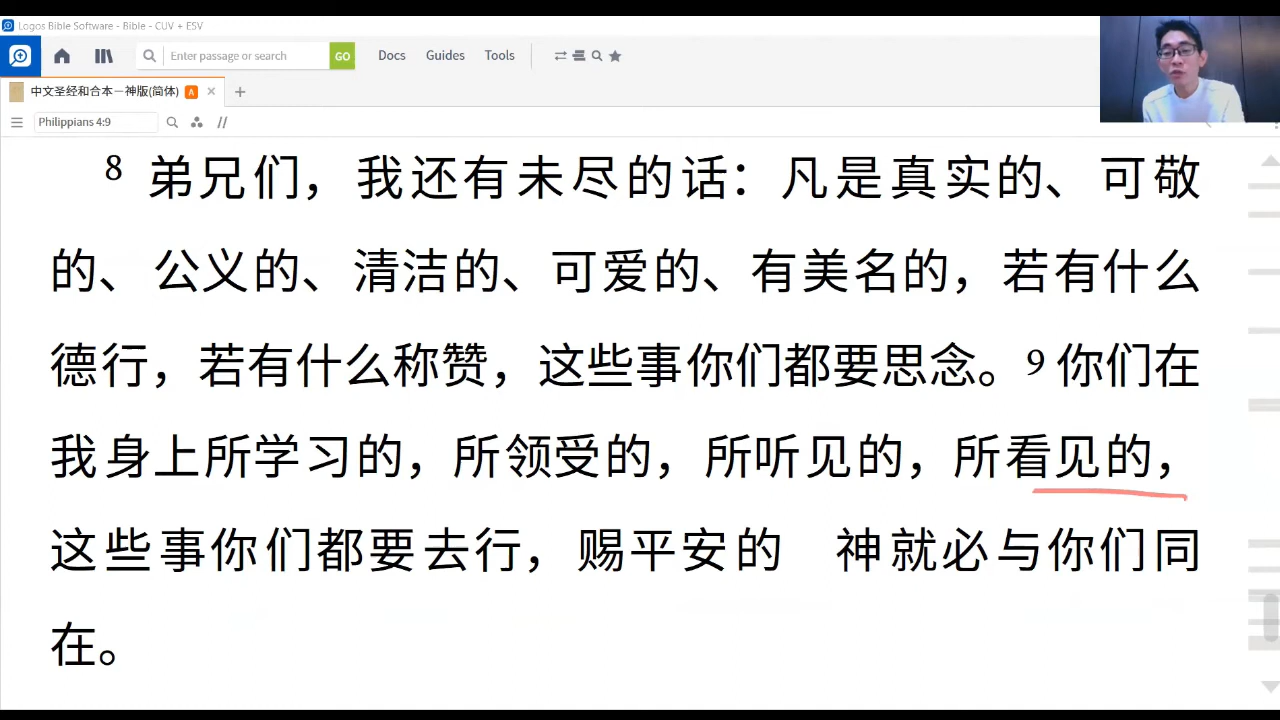 Logos Bible Software - Bible - CUV + ESV
Enter passage or search GO Docs Guides Tools
中文圣经和合本－神版(简体) A × +
Philippians 4:9
8 弟兄们，我还有未尽的话：凡是真实的、可敬
的、公义的、清洁的、可爱的、有美名的，若有什么
德行，若有什么称赞，这些事你们都要思念。9 你们在
我身上所学习的，所领受的，所听见的，所看见的，
这些事你们都要去行，赐平安的　神就必与你们同
在。